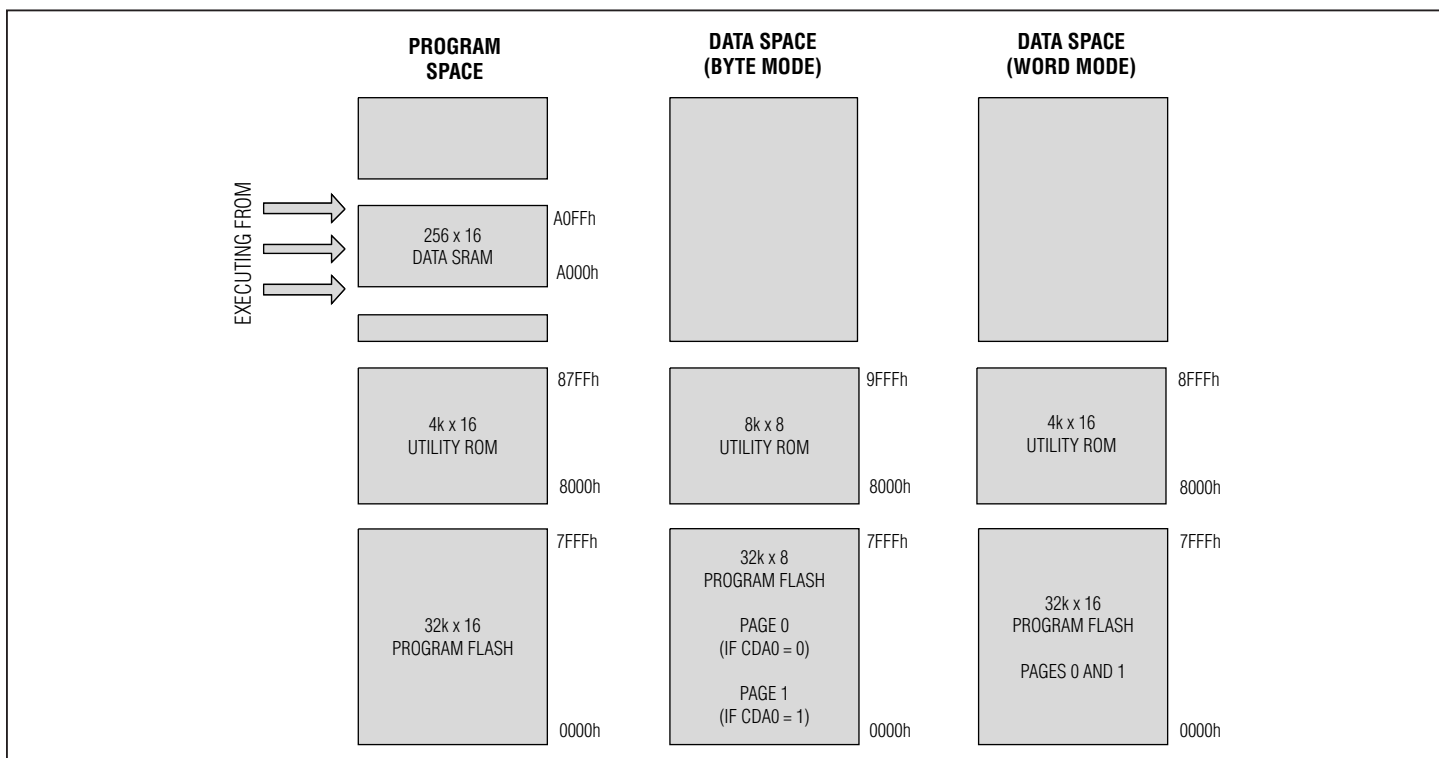 PROGRAM
SPACE
DATA SPACE
(BYTE MODE)
DATA SPACE
(WORD MODE)
EXECUTING FROM
A0FFh
256 x 16
DATA SRAM
A000h
87FFh
4k x 16
UTILITY ROM
8000h
9FFFh
8k x 8
UTILITY ROM
8000h
8FFFh
4k x 16
UTILITY ROM
8000h
7FFFh
32k x 16
PROGRAM FLASH
0000h
7FFFh
32k x 8
PROGRAM FLASH
PAGE 0
(IF CDA0 = 0)
PAGE 1
(IF CDA0 = 1)
0000h
7FFFh
32k x 16
PROGRAM FLASH
PAGES 0 AND 1
0000h